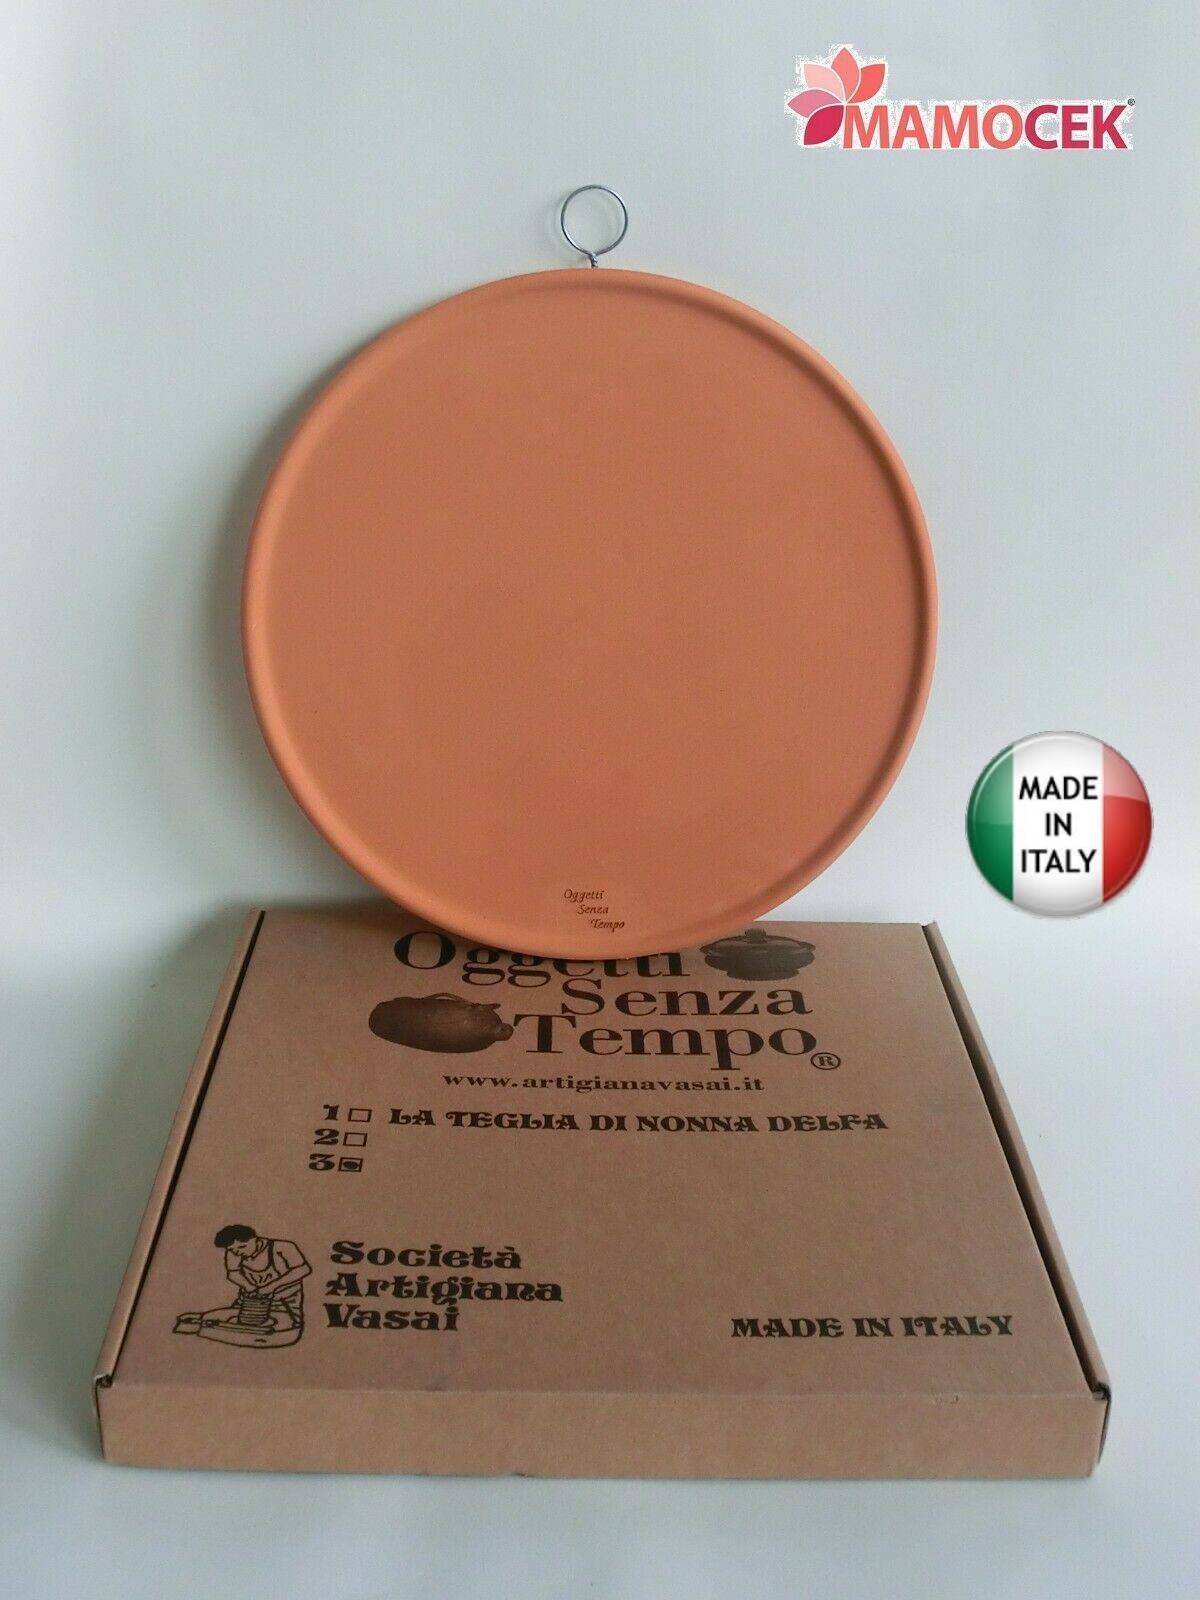 MAMOCEK®
MADE
IN
ITALY
Oggetti
Senza
Tempo
Oggetti
Senza
Tempo®
www.artigianavasai.it
1 LA TEGLIA DI NONNA DELFA
2
3
Società
Artigiana
Vasai
MADE IN ITALY